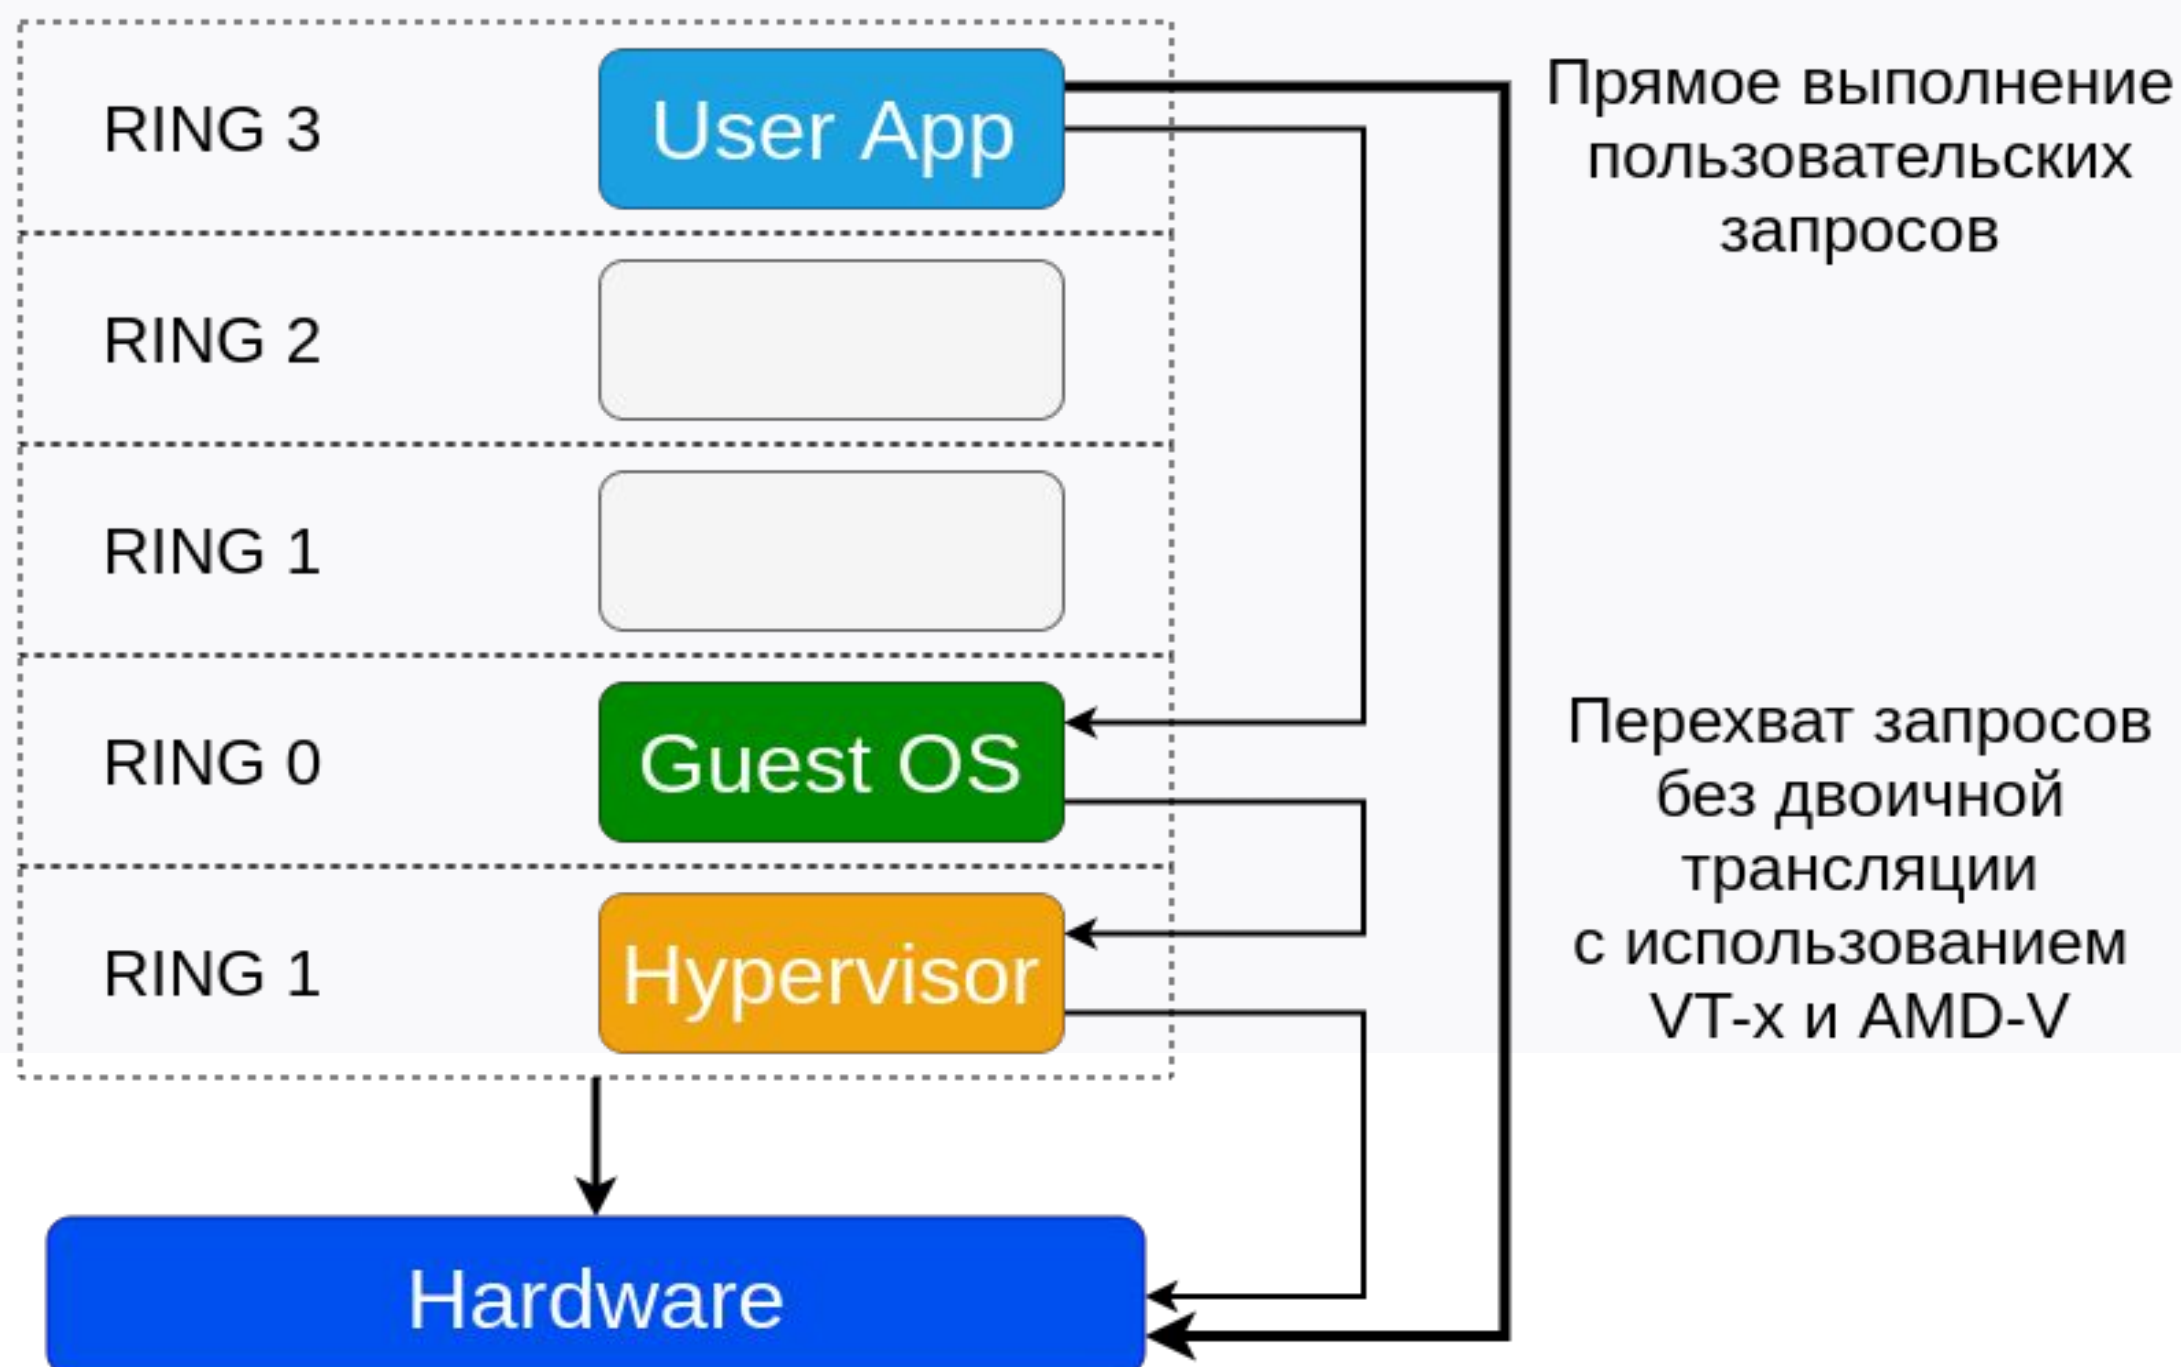 RING 3
User App
Прямое выполнение
пользовательских
запросов
RING 2
RING 1
RING 0
Guest OS
Перехват запросов
без двоичной
трансляции
с использованием
VT-x и AMD-V
RING 1
Hypervisor
Hardware